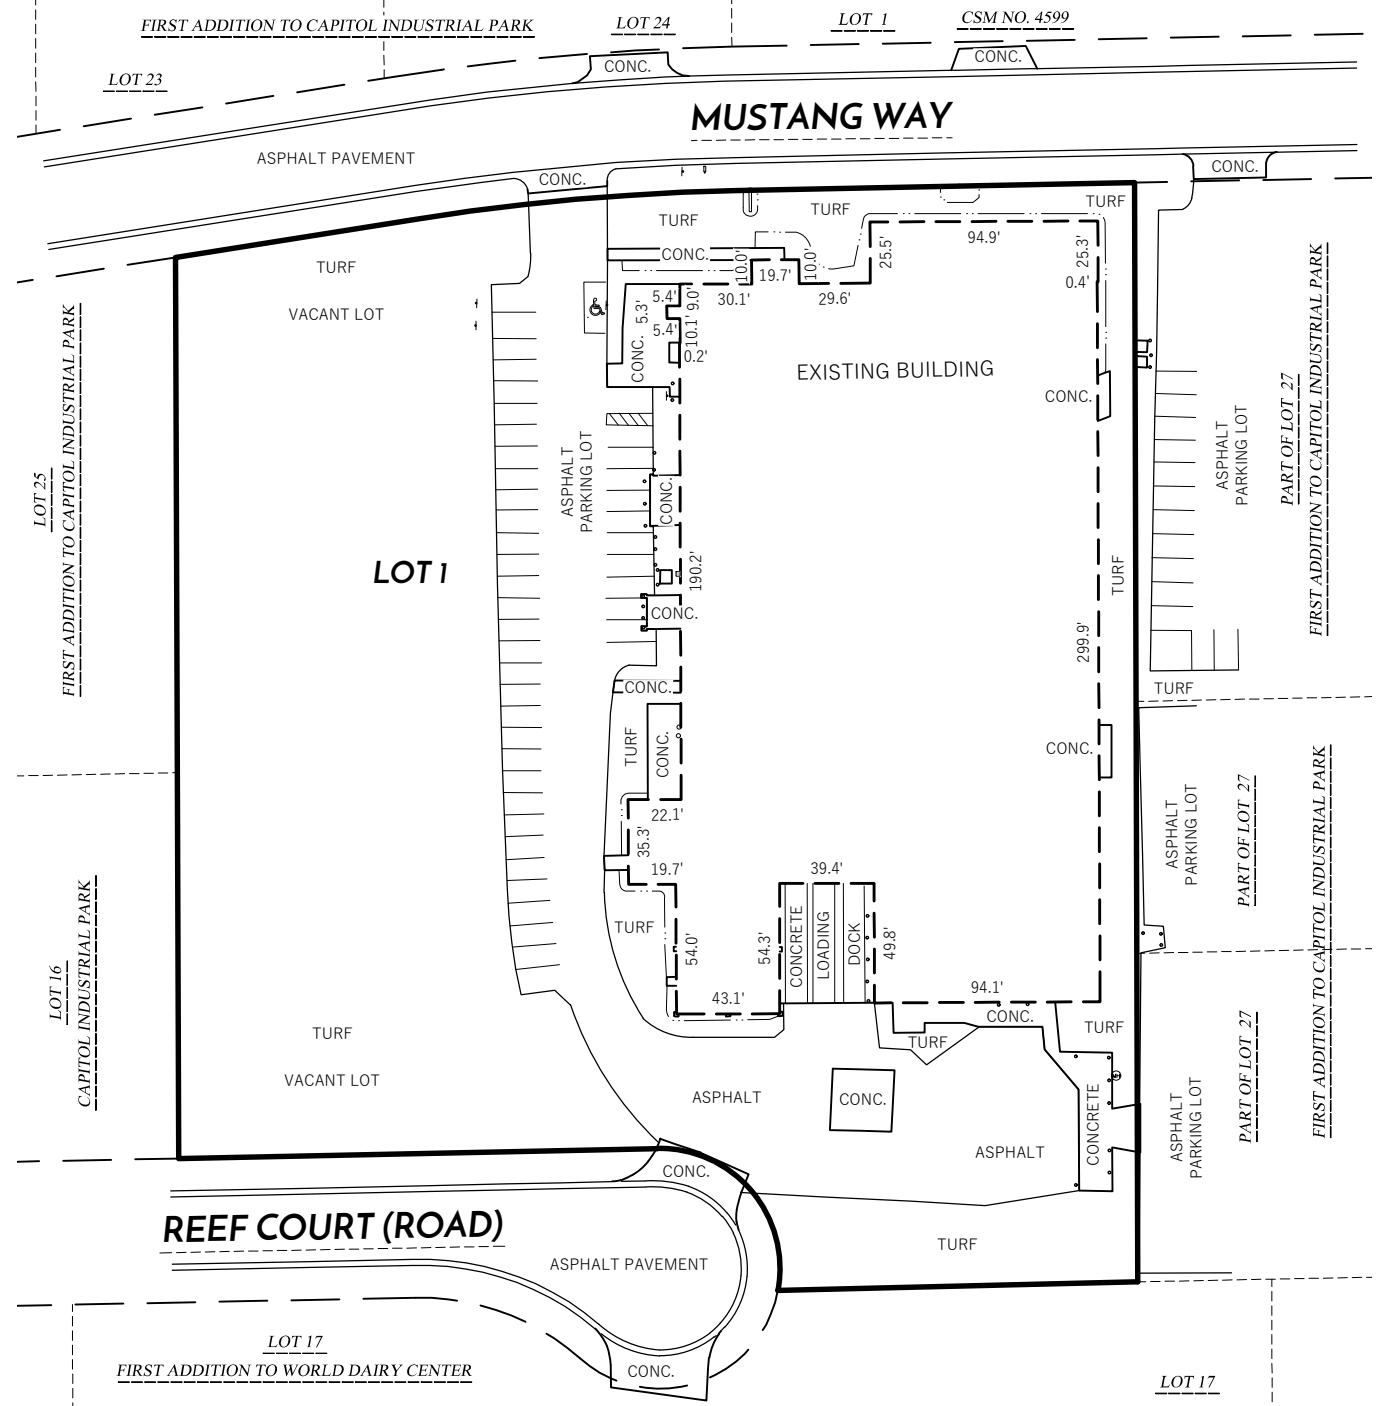 FIRST ADDITION TO CAPITOL INDUSTRIAL PARK
LOT 24
LOT 1
CSM NO. 4599
LOT 23
CONC.
CONC.
MUSTANG WAY
ASPHALT PAVEMENT
CONC.
CONC.
TURF
TURF
TURF
TURF
VACANT LOT
CONC.
10.0'
19.7'
10.0'
25.5'
94.9'
25.3'
0.4'
30.1'
29.6'
5.4'
9.0'
5.3'
5.4'
10.1'
0.2'
CONC.
EXISTING BUILDING
CONC.
LOT 25
FIRST ADDITION TO CAPITOL INDUSTRIAL PARK
ASPHALT
PARKING LOT
CONC.
ASPHALT
PARKING LOT
PART OF LOT 27
FIRST ADDITION TO CAPITOL INDUSTRIAL PARK
LOT 1
190.2'
TURF
CONC.
299.9'
CONC.
TURF
TURF
CONC.
CONC.
22.1'
35.3'
19.7'
39.4'
ASPHALT
PARKING LOT
PART OF LOT 27
FIRST ADDITION TO CAPITOL INDUSTRIAL PARK
TURF
54.0'
54.3'
CONCRETE
LOADING
DOCK
49.8'
43.1'
94.1'
CONC.
LOT 16
CAPITOL INDUSTRIAL PARK
TURF
VACANT LOT
TURF
TURF
ASPHALT
CONC.
CONCRETE
ASPHALT
ASPHALT
PARKING LOT
PART OF LOT 27
CONC.
REEF COURT (ROAD)
ASPHALT PAVEMENT
TURF
LOT 17
FIRST ADDITION TO WORLD DAIRY CENTER
CONC.
LOT 17